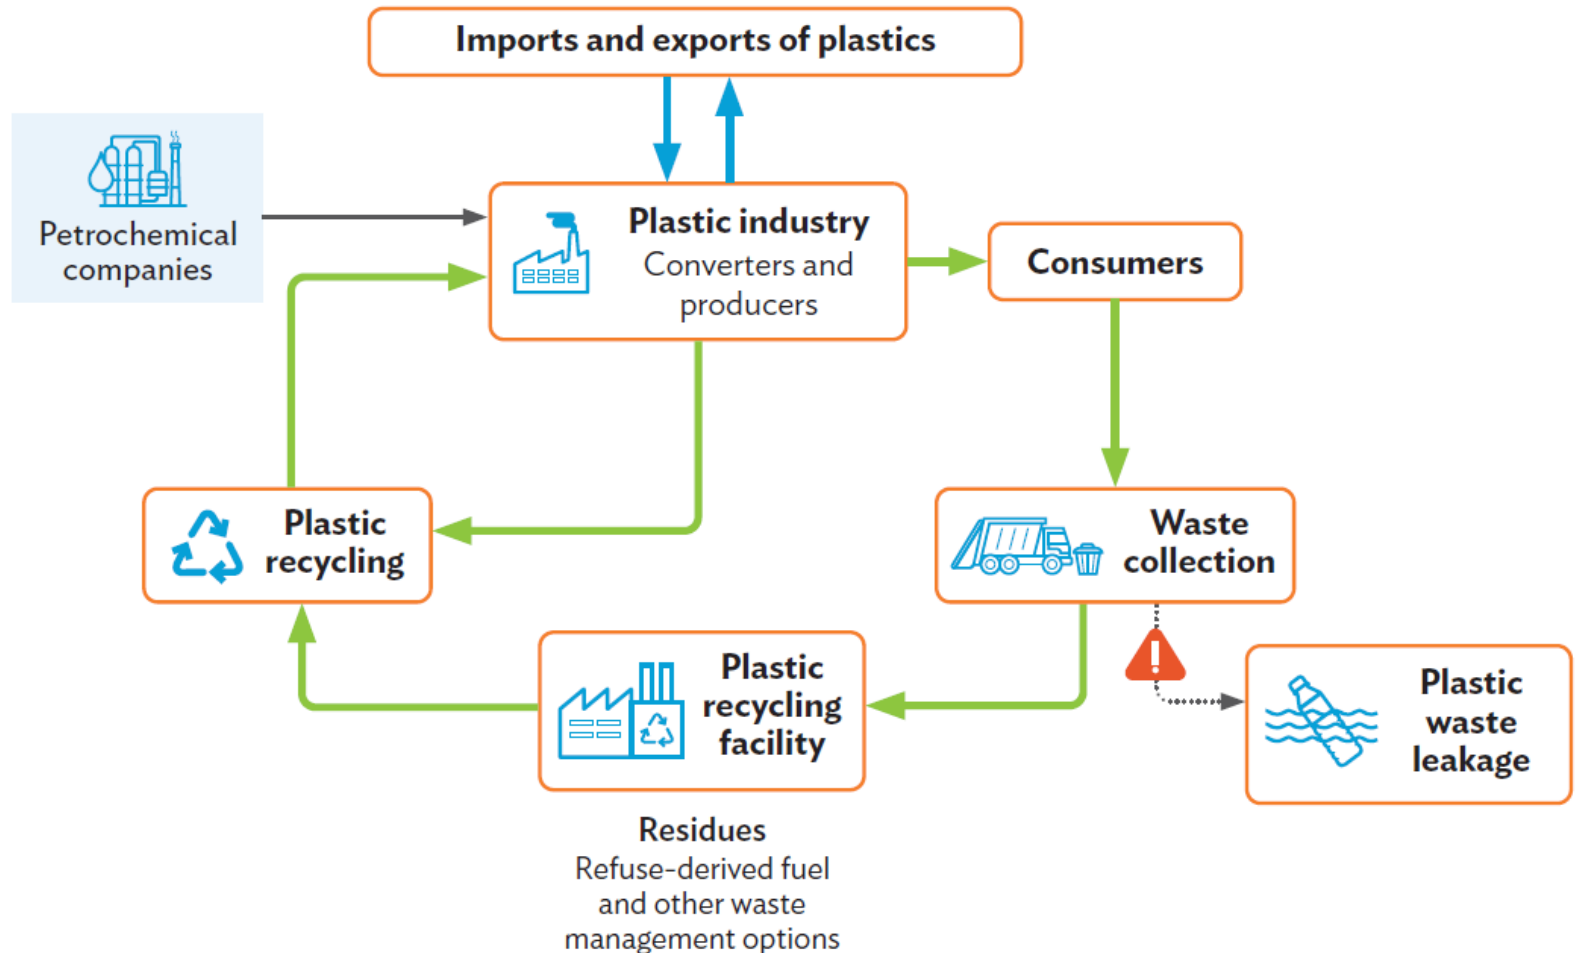 Imports and exports of plastics
Petrochemical
companies
Plastic industry
Converters and
producers
Consumers
Plastic
recycling
Waste
collection
Plastic
recycling
facility
Plastic
waste
leakage
Residues
Refuse-derived fuel
and other waste
management options